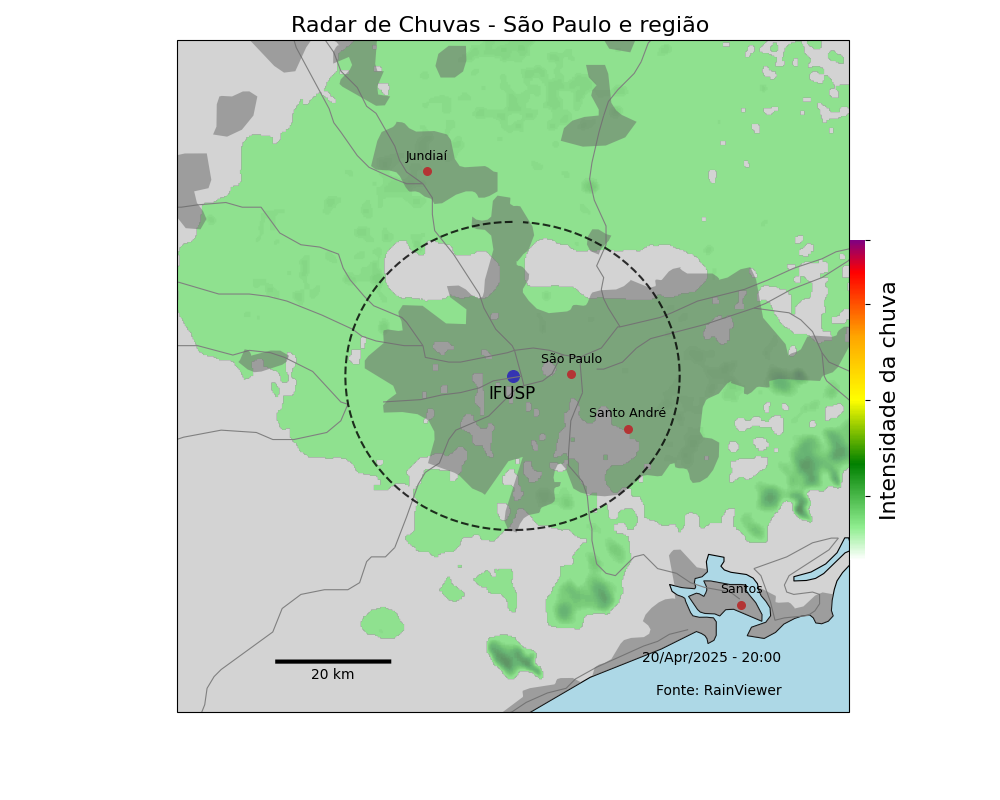 Radar de Chuvas - São Paulo e região
Jundiaí
São Paulo
IFUSP
Santo André
Intensidade da chuva
Santos
20/Apr/2025 - 20:00
20 km
Fonte: RainViewer